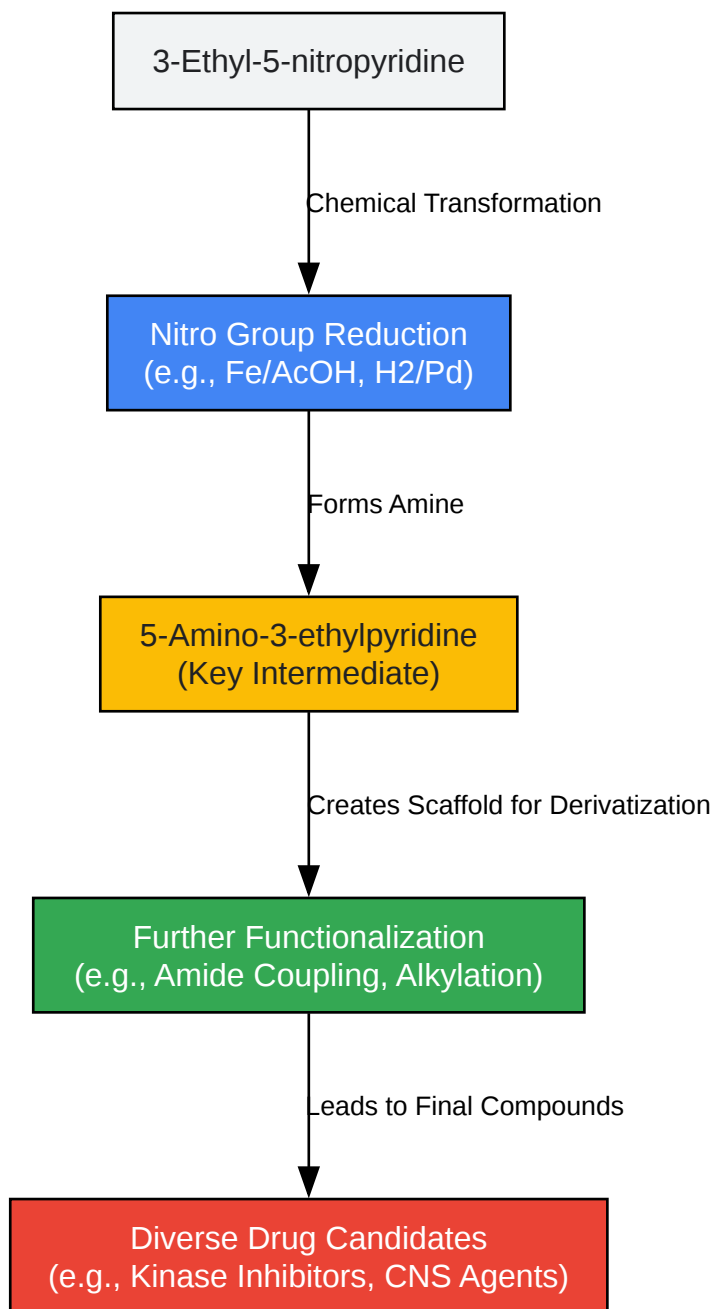 3-Ethyl-5-nitropyridine
Chemical Transformation
Nitro Group Reduction
(e.g., Fe/AcOH, H2/Pd)
Forms Amine
5-Amino-3-ethylpyridine
(Key Intermediate)
Creates Scaffold for Derivatization
Further Functionalization
(e.g., Amide Coupling, Alkylation)
Leads to Final Compounds
Diverse Drug Candidates
(e.g., Kinase Inhibitors, CNS Agents)